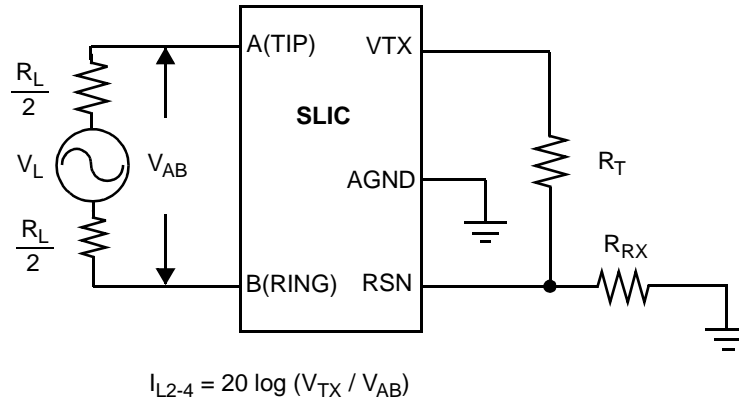 A(TIP)
VTX
R_L
2
SLIC
V_L
V_AB
R_T
AGND
R_L
2
R_RX
B(RING)
RSN
I_L2-4 = 20 log (V_TX / V_AB)